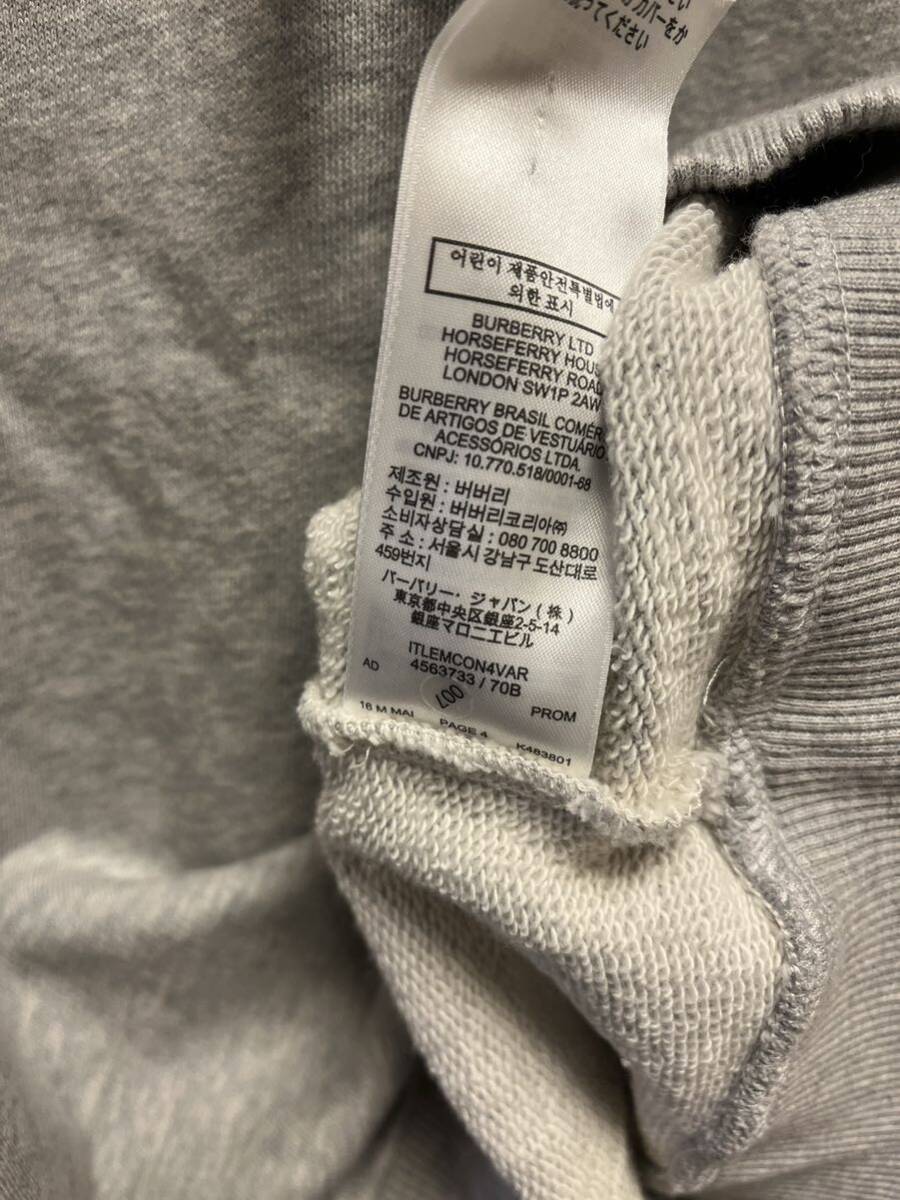 カバーをか
ってください
어린이 제품안전특별법에
의한 표시
BURBERRY LTD
HORSEFERRY HOUS
HORSEFERRY ROAD
LONDON SW1P 2AW
BURBERRY BRASIL COMÉR
DE ARTIGOS DE VESTUÁRIO
ACESSÓRIOS LTDA.
CNPJ: 10.770.518/0001-68
제조원 : 버버리
수입원 : 버버리코리아㈜
소비자상담실 : 080 700 8800
주 소 : 서울시 강남구 도산대로
459번지
バーバリー・ジャパン(株)
東京都中央区銀座2-5-14
銀座マロニエビル
ITLEMCON4VAR
AD 4563733 / 70B
007 PROM
16 M MAI PAGE 4 K483801